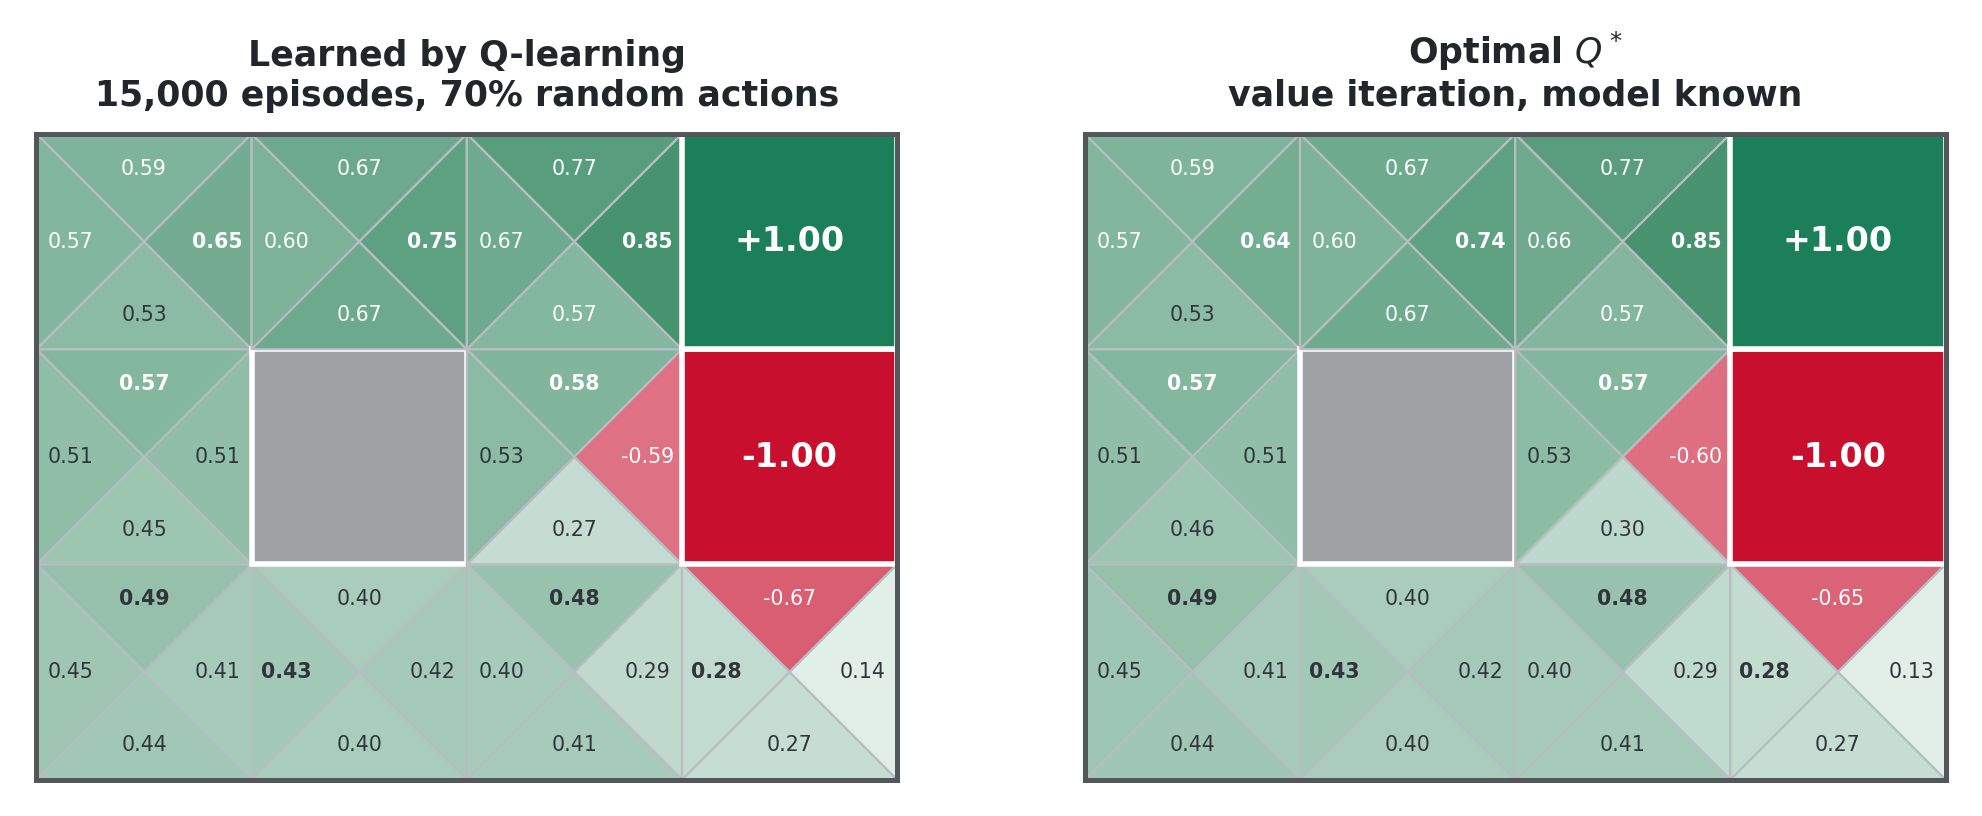 Learned by Q-learning
15,000 episodes, 70% random actions
0.59 0.67 0.77
0.57 0.65 0.60 0.75 0.67 0.85 +1.00
0.53 0.67 0.57
0.57 0.58
0.51 0.51 0.53 -0.59 -1.00
0.45 0.27
0.49 0.40 0.48 -0.67
0.45 0.41 0.43 0.42 0.40 0.29 0.28 0.14
0.44 0.40 0.41 0.27
Optimal Q*
value iteration, model known
0.59 0.67 0.77
0.57 0.64 0.60 0.74 0.66 0.85 +1.00
0.53 0.67 0.57
0.57 0.57
0.51 0.51 0.53 -0.60 -1.00
0.46 0.30
0.49 0.40 0.48 -0.65
0.45 0.41 0.43 0.42 0.40 0.29 0.28 0.13
0.44 0.40 0.41 0.27